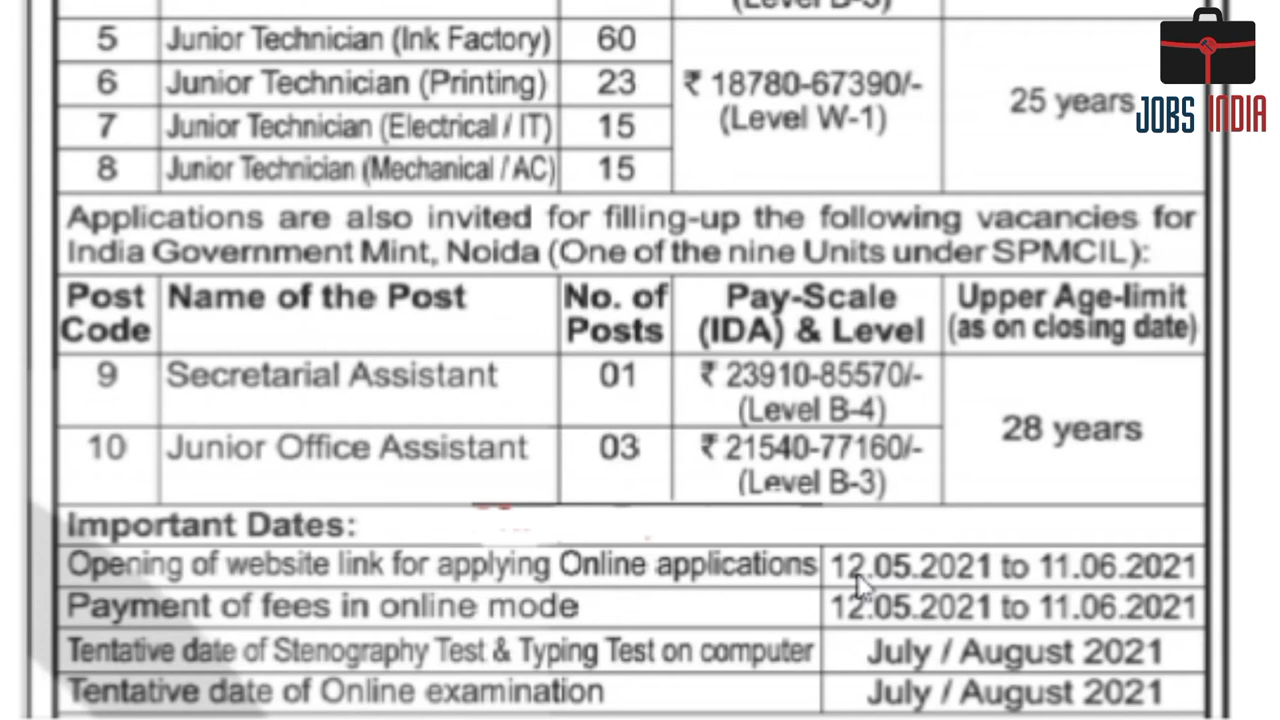 (Level B-3)
5 Junior Technician (Ink Factory) 60
6 Junior Technician (Printing) 23 ₹ 18780-67390/-
(Level W-1) 25 years
7 Junior Technician (Electrical / IT) 15
8 Junior Technician (Mechanical / AC) 15
JOBS INDIA
Applications are also invited for filling-up the following vacancies for
India Government Mint, Noida (One of the nine Units under SPMCIL):
Post Name of the Post No. of Pay-Scale Upper Age-limit
Code Posts (IDA) & Level (as on closing date)
9 Secretarial Assistant 01 ₹ 23910-85570/-
(Level B-4)
28 years
10 Junior Office Assistant 03 ₹ 21540-77160/-
(Level B-3)
Important Dates:
Opening of website link for applying Online applications 12.05.2021 to 11.06.2021
Payment of fees in online mode 12.05.2021 to 11.06.2021
Tentative date of Stenography Test & Typing Test on computer July / August 2021
Tentative date of Online examination July / August 2021